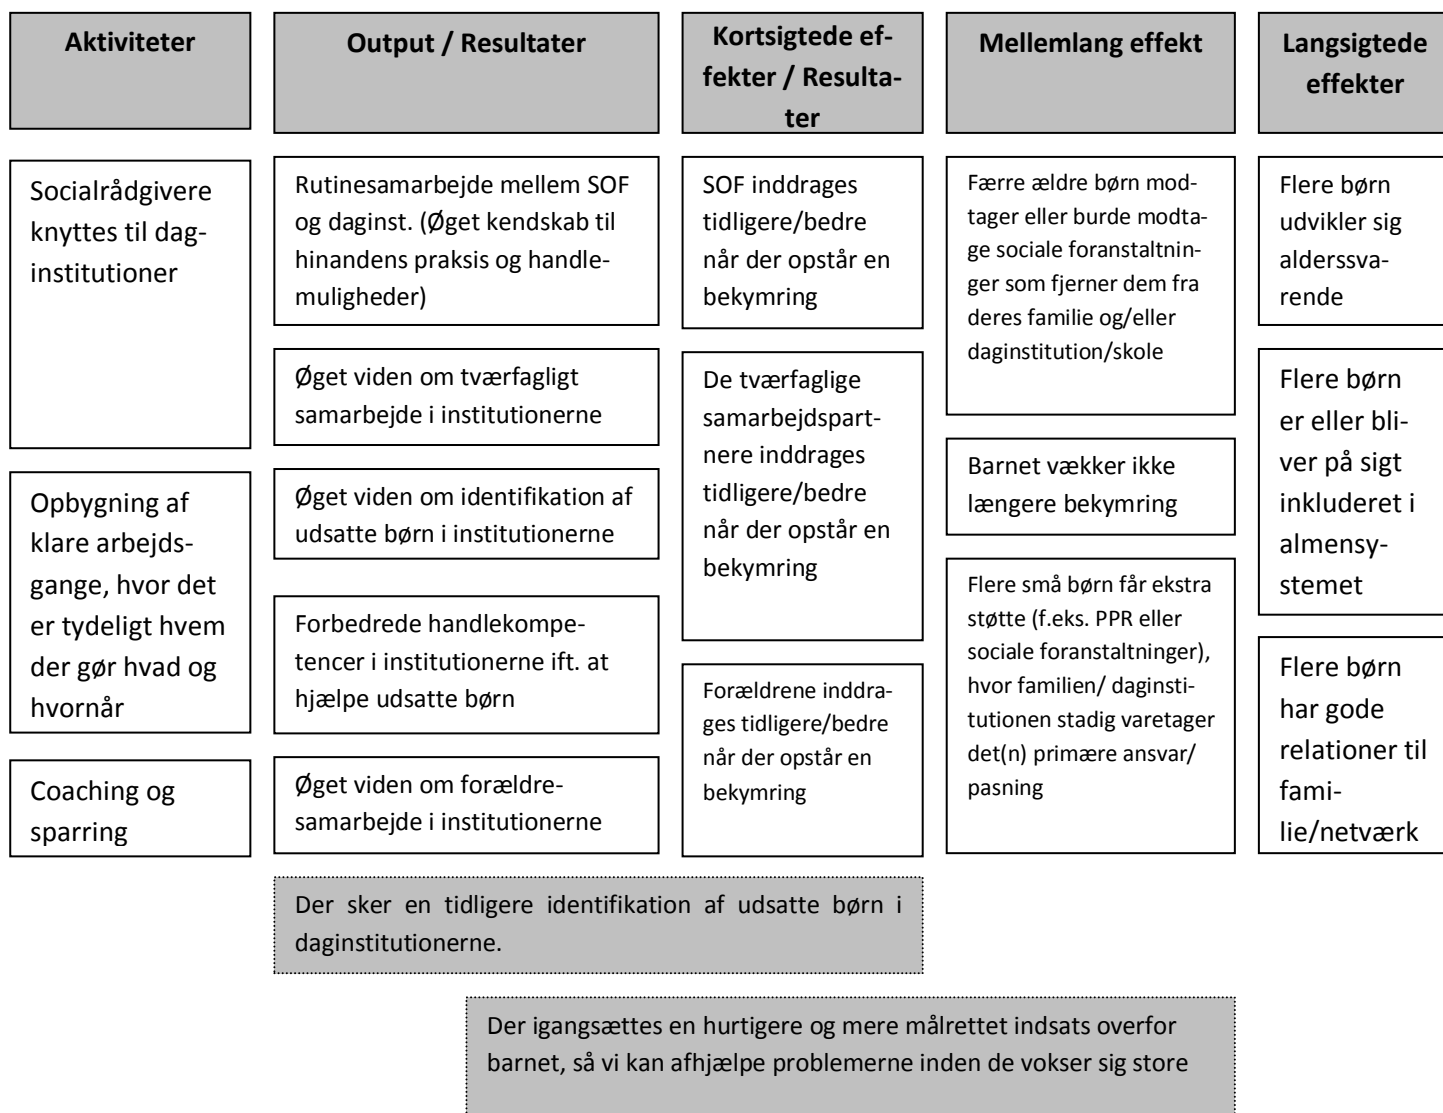 Aktiviteter
Output / Resultater
Kortsigtede ef-
fekter / Resulta-
ter
Mellemlang effekt
Langsigtede
effekter
Socialrådgivere
knyttes til dag-
institutioner
Opbygning af
klare arbejds-
gange, hvor det
er tydeligt hvem
der gør hvad og
hvornår
Coaching og
sparring
Rutinesamarbejde mellem SOF
og daginst. (Øget kendskab til
hinandens praksis og handle-
muligheder)
Øget viden om tværfagligt
samarbejde i institutionerne
Øget viden om identifikation af
udsatte børn i institutionerne
Forbedrede handlekompe-
tencer i institutionerne ift. at
hjælpe udsatte børn
Øget viden om forældre-
samarbejde i institutionerne
SOF inddrages
tidligere/bedre
når der opstår en
bekymring
De tværfaglige
samarbejdspart-
nere inddrages
tidligere/bedre
når der opstår en
bekymring
Forældrene inddra-
ges tidligere/bedre
når der opstår en
bekymring
Færre ældre børn mod-
tager eller burde modta-
ge sociale foranstaltnin-
ger som fjerner dem fra
deres familie og/eller
daginstitution/skole
Barnet vækker ikke
længere bekymring
Flere små børn får ekstra
støtte (f.eks. PPR eller
sociale foranstaltninger),
hvor familien/ daginsti-
tutionen stadig varetager
det(n) primære ansvar/
pasning
Flere børn
udvikler sig
alderssva-
rende
Flere børn
er eller bli-
ver på sigt
inkluderet i
almensy-
stemet
Flere børn
har gode
relationer til
fami-
lie/netværk
Der sker en tidligere identifikation af udsatte børn i
daginstitutionerne.
Der igangsættes en hurtigere og mere målrettet indsats overfor
barnet, så vi kan afhjælpe problemerne inden de vokser sig store